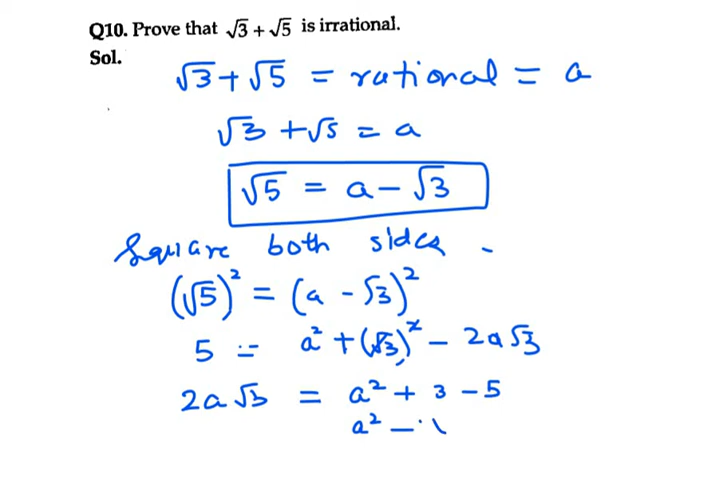 Q10. Prove that √3 + √5 is irrational.
Sol.
√3 + √5 = rational = a
√3 + √5 = a
√5 = a - √3
Square both sides -
(√5)² = (a - √3)²
5 = a² + (√3)² - 2a√3
2a√3 = a² + 3 - 5
a² -